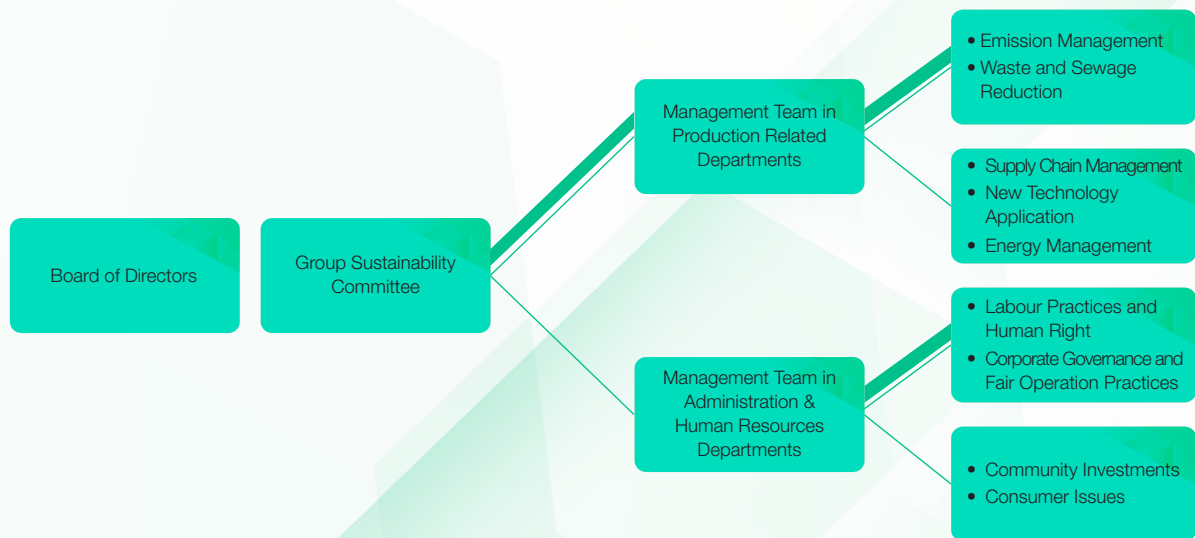 Board of Directors
Group Sustainability
Committee
Management Team in
Production Related
Departments
• Emission Management
• Waste and Sewage
Reduction
• Supply Chain Management
• New Technology
Application
• Energy Management
Management Team in
Administration &
Human Resources
Departments
• Labour Practices and
Human Right
• Corporate Governance and
Fair Operation Practices
• Community Investments
• Consumer Issues